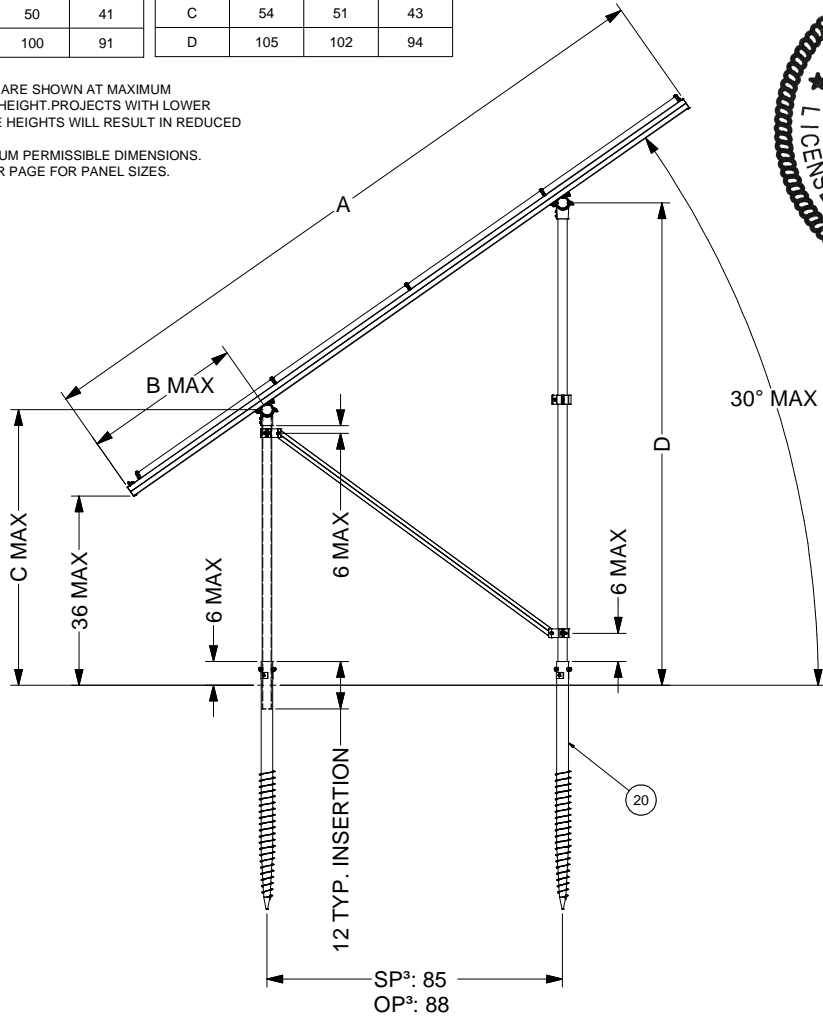 50 41
100 91
C 54 51 43
D 105 102 94
ARE SHOWN AT MAXIMUM
HEIGHT.PROJECTS WITH LOWER
HEIGHTS WILL RESULT IN REDUCED
PERMISSIBLE DIMENSIONS.
PAGE FOR PANEL SIZES.
A
B MAX
C MAX
36 MAX
6 MAX
6 MAX
12 TYP. INSERTION
6 MAX
D
30° MAX
20
SP³: 85
OP³: 88